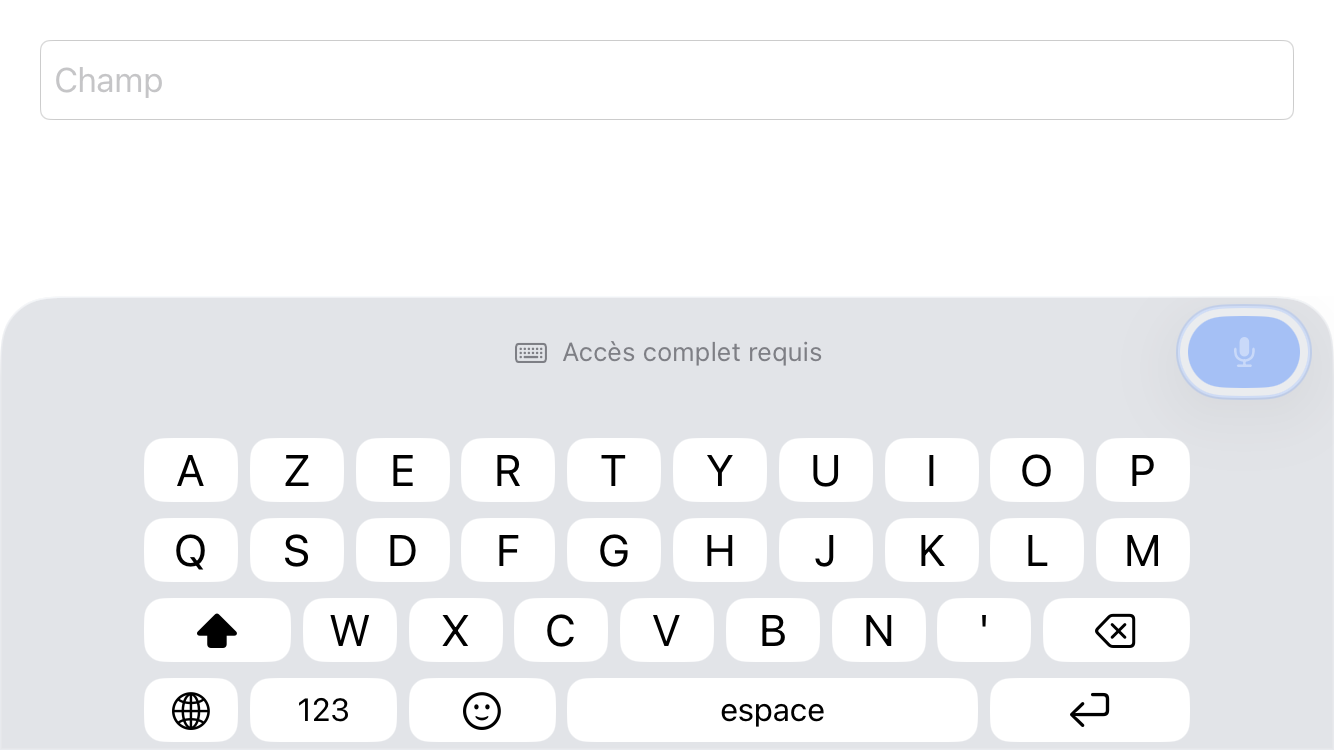 Champ
Accès complet requis
A Z E R T Y U I O P
Q S D F G H J K L M
W X C V B N '
123 espace